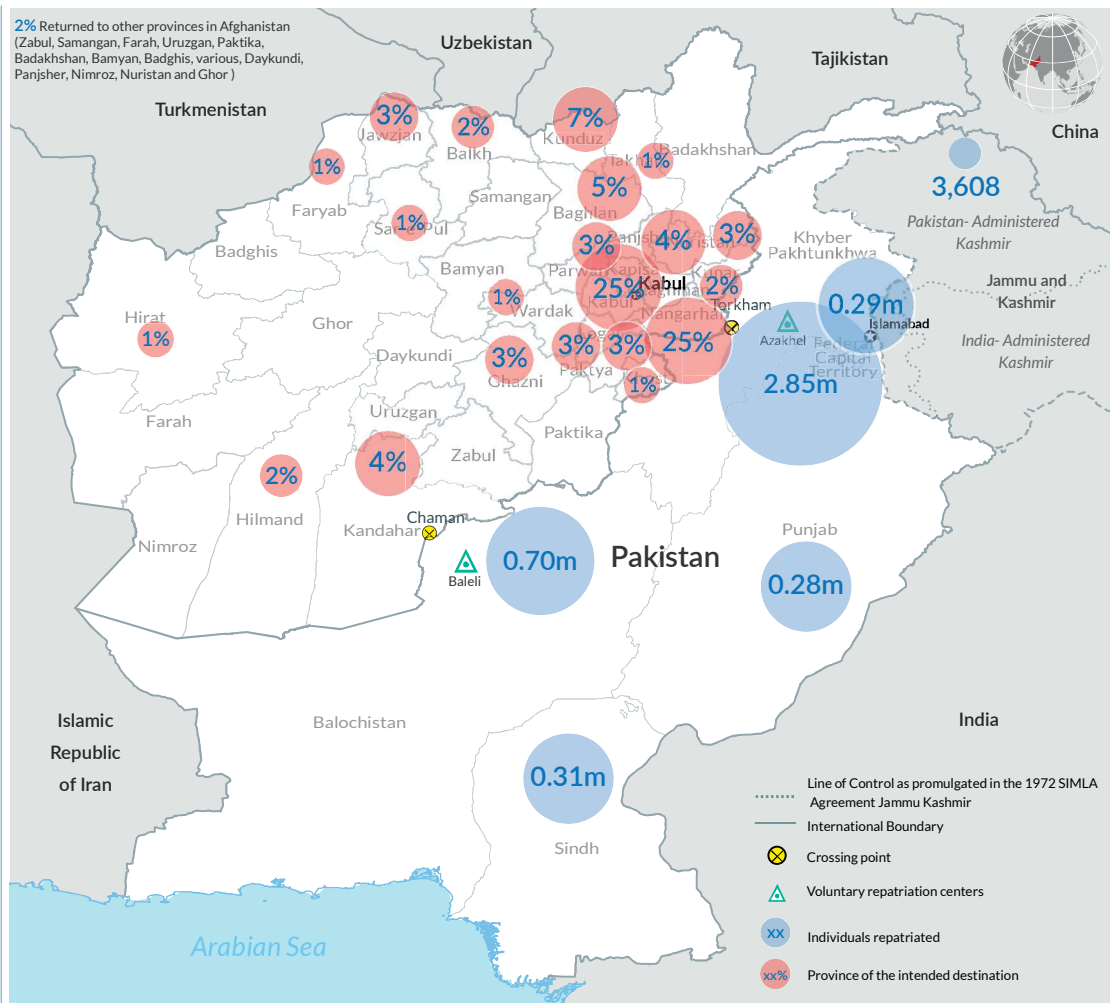 2% Returned to other provinces in Afghanistan
(Zabul, Samangan, Farah, Uruzgan, Paktika,
Badakhshan, Bamyan, Badghis, various, Daykundi,
Panjsher, Nimroz, Nuristan and Ghor )
Uzbekistan
Tajikistan
Turkmenistan
China
3%
Jawzjan
2%
Balkh
7%
Kunduz
1%
Badakhshan
1%
Faryab
Samangan
5%
Baghlan
3,608
Pakistan- Administered
Kashmir
1%
Badghis
3%
4%
3%
Khyber
Pakhtunkhwa
Bamyan
Parwan
Kapisa
25%
Kabul
Kabul
2%
Kunar
Torkham
Jammu and
Kashmir
1%
Wardak
Nangarhar
25%
Azakhel
0.29m
Islamabad
India- Administered
Kashmir
Hirat
1%
Ghor
Daykundi
3%
Ghazni
3%
Paktya
3%
1%
Federal
Capital
Territory
2.85m
Farah
Uruzgan
Zabul
Paktika
4%
2%
Hilmand
Nimroz
Kandahar
Chaman
Baleli
0.70m
Pakistan
Punjab
0.28m
Balochistan
Islamic
Republic
of Iran
India
0.31m
Sindh
Arabian Sea
Line of Control as promulgated in the 1972 SIMLA
Agreement Jammu Kashmir
International Boundary
Crossing point
Voluntary repatriation centers
xx
Individuals repatriated
xx%
Province of the intended destination